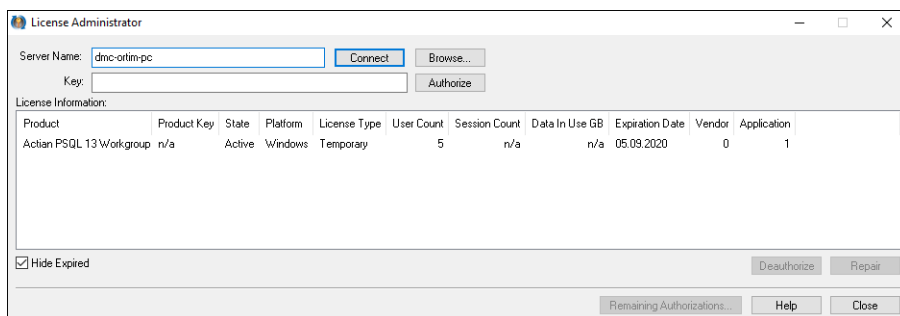 License Administrator
Server Name: dmc-ortim-pc Connect Browse...
Key: Authorize
License Information:
Product Product Key State Platform License Type User Count Session Count Data In Use GB Expiration Date Vendor Application
Actian PSQL 13 Workgroup n/a Active Windows Temporary 5 n/a n/a 05.09.2020 0 1
Hide Expired Deauthorize Repair
Remaining Authorizations... Help Close